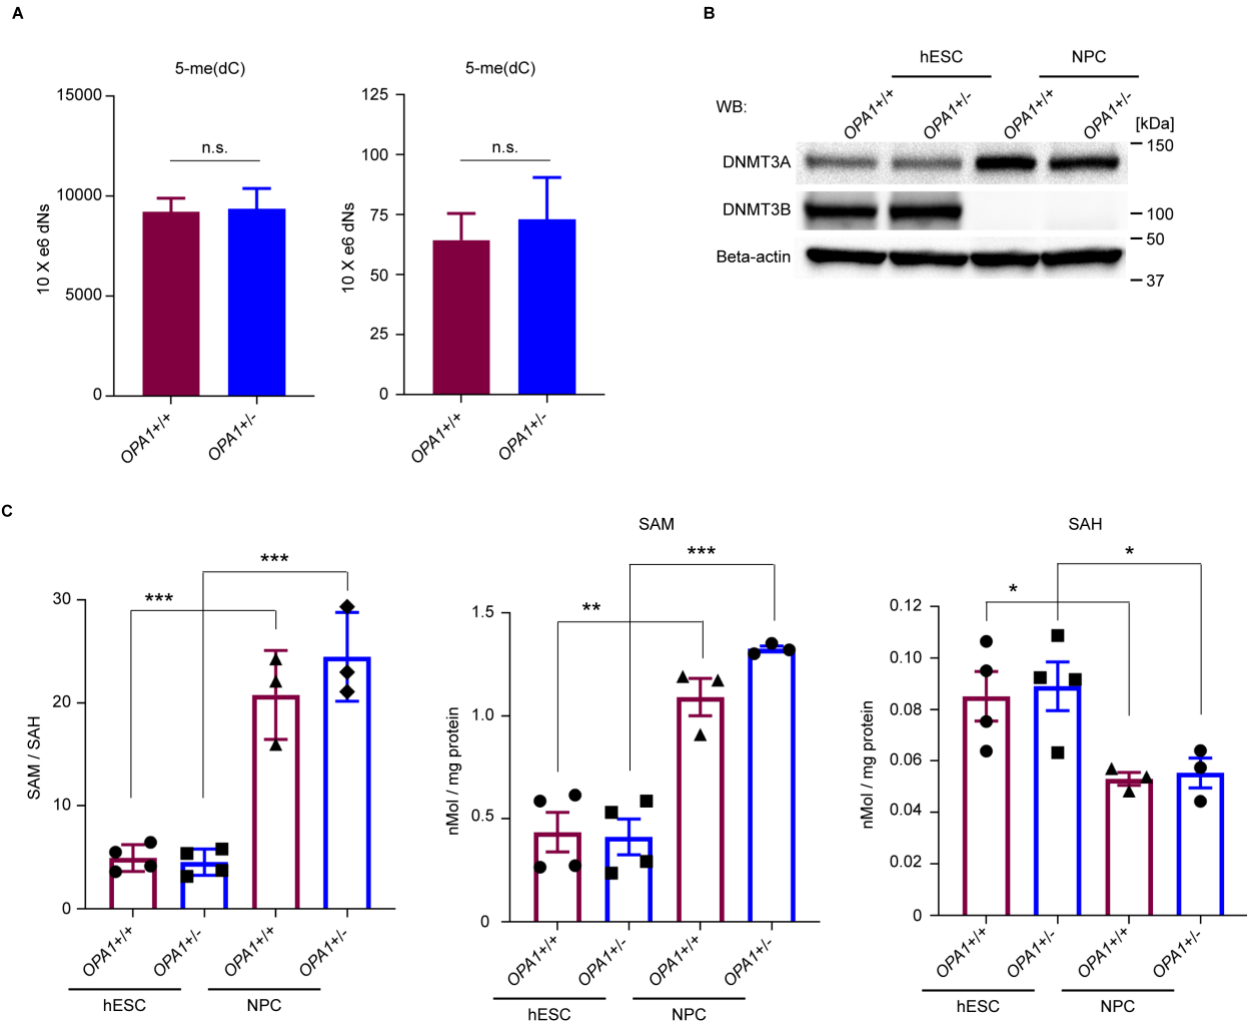 A
5-me(dC)
15000
10000
5000
0
10 X e6 dNs
n.s.
OPA1+/+
OPA1+/-
5-me(dC)
125
100
75
50
25
0
10 X e6 dNs
n.s.
OPA1+/+
OPA1+/-
B
hESC
NPC
WB:
OPA1+/+
OPA1+/-
OPA1+/+
OPA1+/-
[kDa]
DNMT3A
150
DNMT3B
100
50
Beta-actin
37
C
***
***
30
20
10
0
SAM / SAH
OPA1+/+
OPA1+/-
OPA1+/+
OPA1+/-
hESC
NPC
SAM
***
**
1.5
1.0
0.5
0
nMol / mg protein
OPA1+/+
OPA1+/-
OPA1+/+
OPA1+/-
hESC
NPC
SAH
*
*
0.12
0.10
0.08
0.06
0.04
0.02
0
nMol / mg protein
OPA1+/+
OPA1+/-
OPA1+/+
OPA1+/-
hESC
NPC